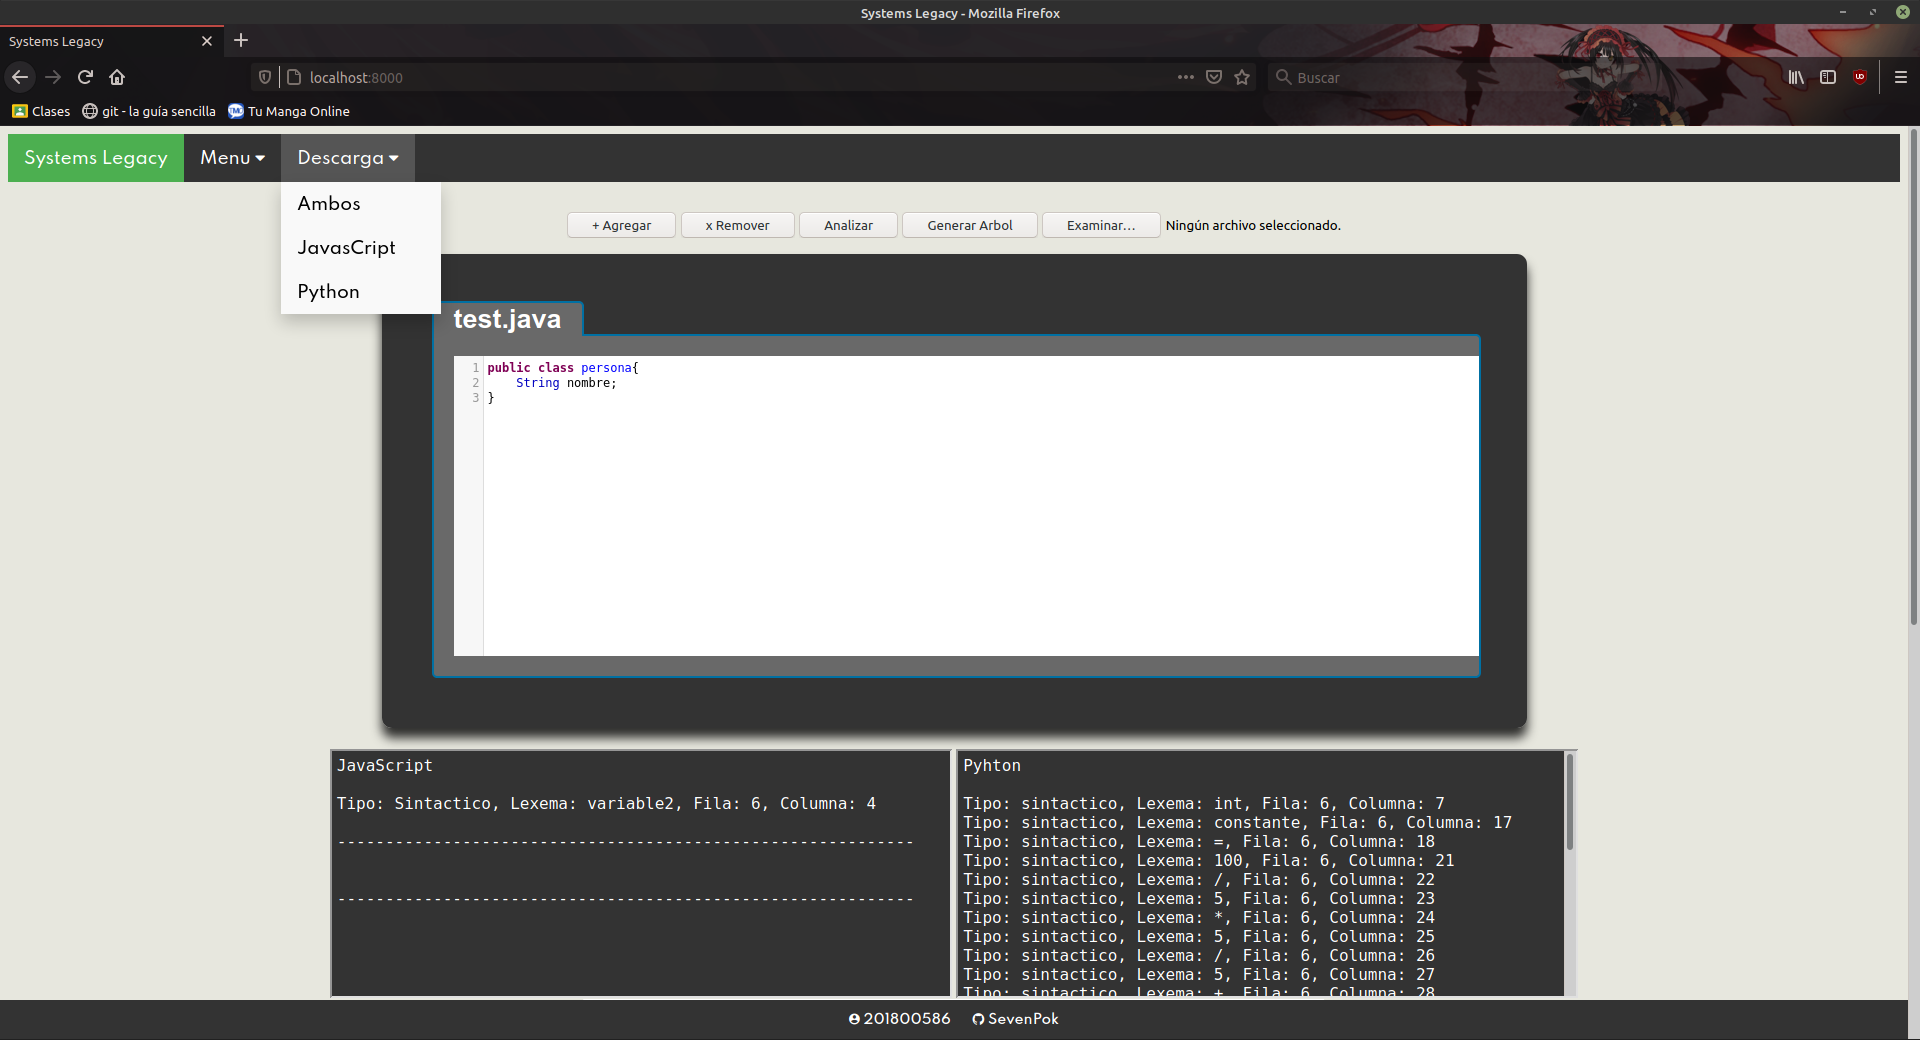 Systems Legacy - Mozilla Firefox
Systems Legacy
localhost:8000
Buscar
Clases git - la guía sencilla Tu Manga Online
Systems Legacy Menu Descarga
Ambos
JavasCript
Python
+ Agregar x Remover Analizar Generar Arbol Examinar... Ningún archivo seleccionado.
test.java
1 public class persona{
2 String nombre;
3 }
JavaScript
Tipo: Sintactico, Lexema: variable2, Fila: 6, Columna: 4
------------------------------------------------------------
------------------------------------------------------------
Pyhton
Tipo: sintactico, Lexema: int, Fila: 6, Columna: 7
Tipo: sintactico, Lexema: constante, Fila: 6, Columna: 17
Tipo: sintactico, Lexema: =, Fila: 6, Columna: 18
Tipo: sintactico, Lexema: 100, Fila: 6, Columna: 21
Tipo: sintactico, Lexema: /, Fila: 6, Columna: 22
Tipo: sintactico, Lexema: 5, Fila: 6, Columna: 23
Tipo: sintactico, Lexema: *, Fila: 6, Columna: 24
Tipo: sintactico, Lexema: 5, Fila: 6, Columna: 25
Tipo: sintactico, Lexema: /, Fila: 6, Columna: 26
Tipo: sintactico, Lexema: 5, Fila: 6, Columna: 27
Tipo: sintactico, Lexema: +, Fila: 6, Columna: 28
201800586 SevenPok